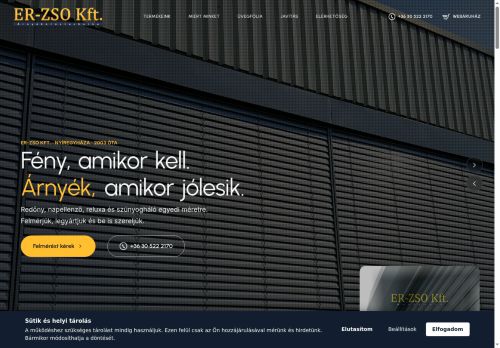 ER-ZSO Kft.
TERMÉKEINK
MIÉRT MINKET
ÜVEGFÓLIA
JAVÍTÁS
ELÉRHETŐSÉG
+36 30 522 2170
WEBÁRUHÁZ
ER-ZSO KFT. · NYÍREGYHÁZA · 2003 ÓTA
Fény, amikor kell.
Árnyék, amikor jólesik.
Redőny, napellenző, reluxa és szúnyogháló egyedi méretre.
Felmérjük, legyártjuk és be is szereljük.
Felmérést kérek
+36 30 522 2170
ER-ZSO Kft.
Sütik és helyi tárolás
A működéshez szükséges tárolást mindig használjuk. Ezen felül csak az Ön hozzájárulásával mérünk és hirdetünk.
Bármikor módosíthatja a döntését.
Elutasítom
Beállítások
Elfogadom